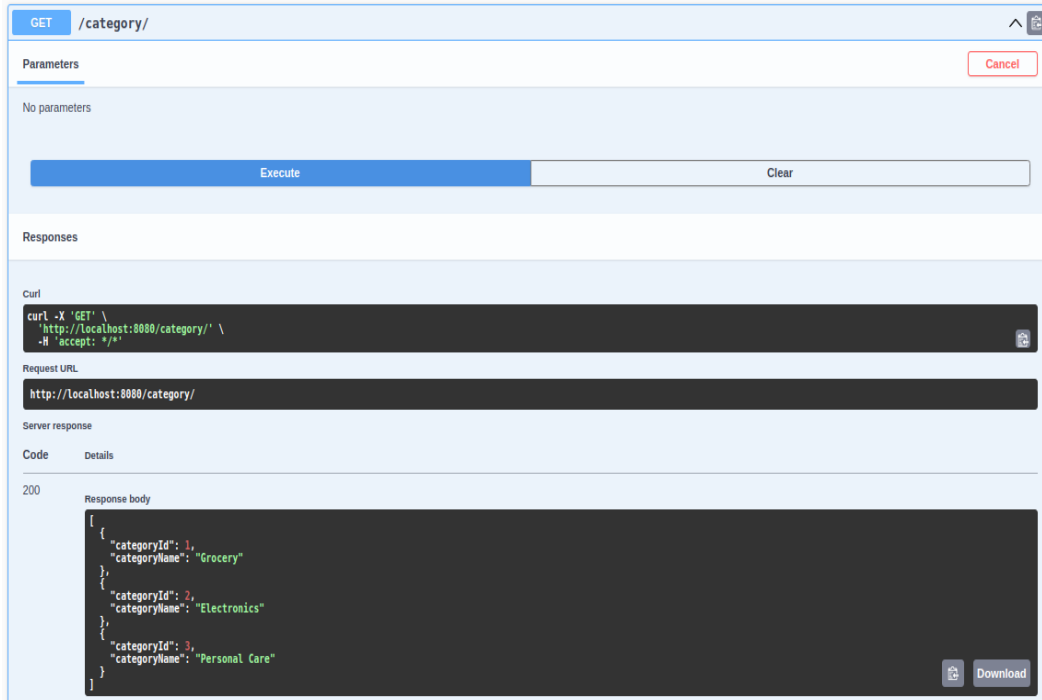 GET /category/
Parameters Cancel
No parameters
Execute Clear
Responses
Curl
curl -X 'GET' \
  'http://localhost:8080/category/' \
  -H 'accept: */*'
Request URL
http://localhost:8080/category/
Server response
Code Details
200
Response body
[
  {
    "categoryId": 1,
    "categoryName": "Grocery"
  },
  {
    "categoryId": 2,
    "categoryName": "Electronics"
  },
  {
    "categoryId": 3,
    "categoryName": "Personal Care"
  }
]
Download